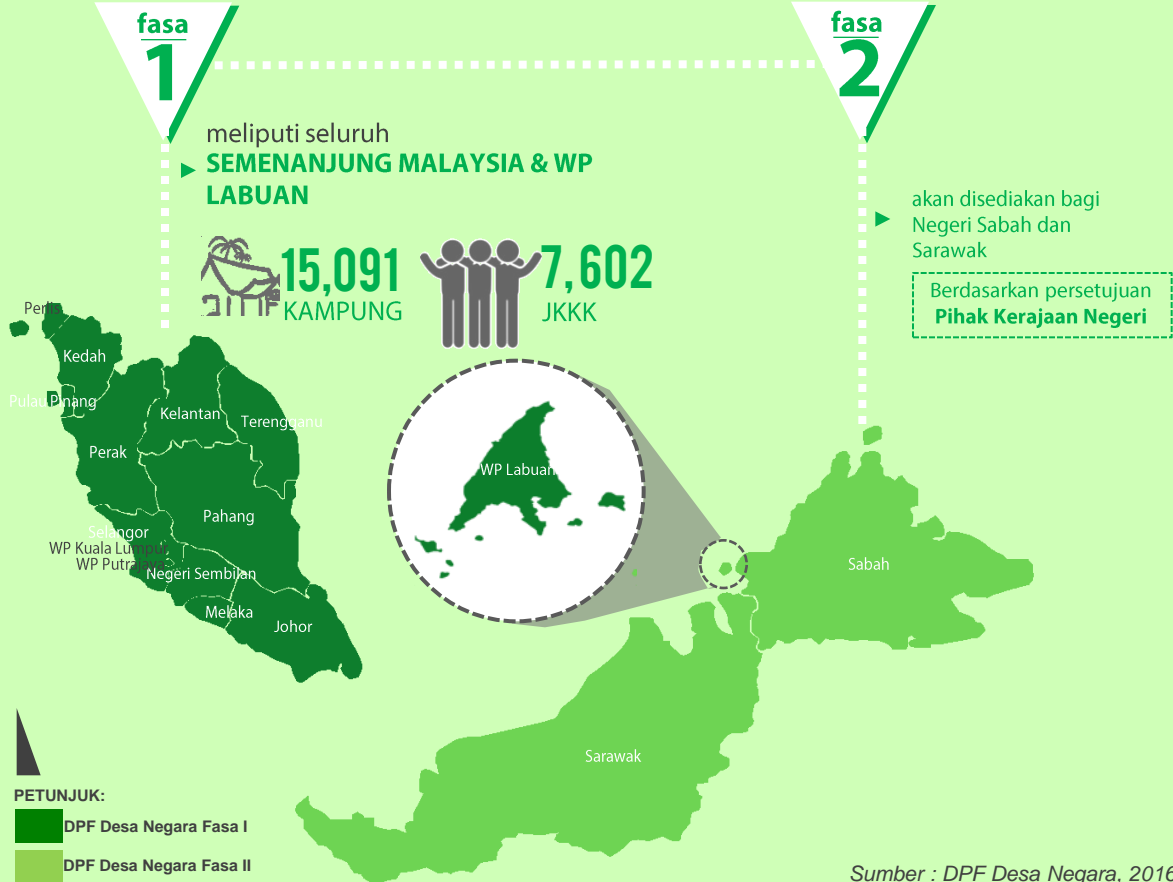 fasa
1
fasa
2
meliputi seluruh
SEMENANJUNG MALAYSIA & WP
LABUAN
15,091
KAMPUNG
7,602
JKKK
akan disediakan bagi
Negeri Sabah dan
Sarawak
Berdasarkan persetujuan
Pihak Kerajaan Negeri
Perlis
Kedah
Pulau Pinang
Kelantan
Terengganu
Perak
Pahang
Selangor
WP Kuala Lumpur
WP Putrajaya
Negeri Sembilan
Melaka
Johor
WP Labuan
Sabah
Sarawak
PETUNJUK:
DPF Desa Negara Fasa I
DPF Desa Negara Fasa II
Sumber : DPF Desa Negara, 2016